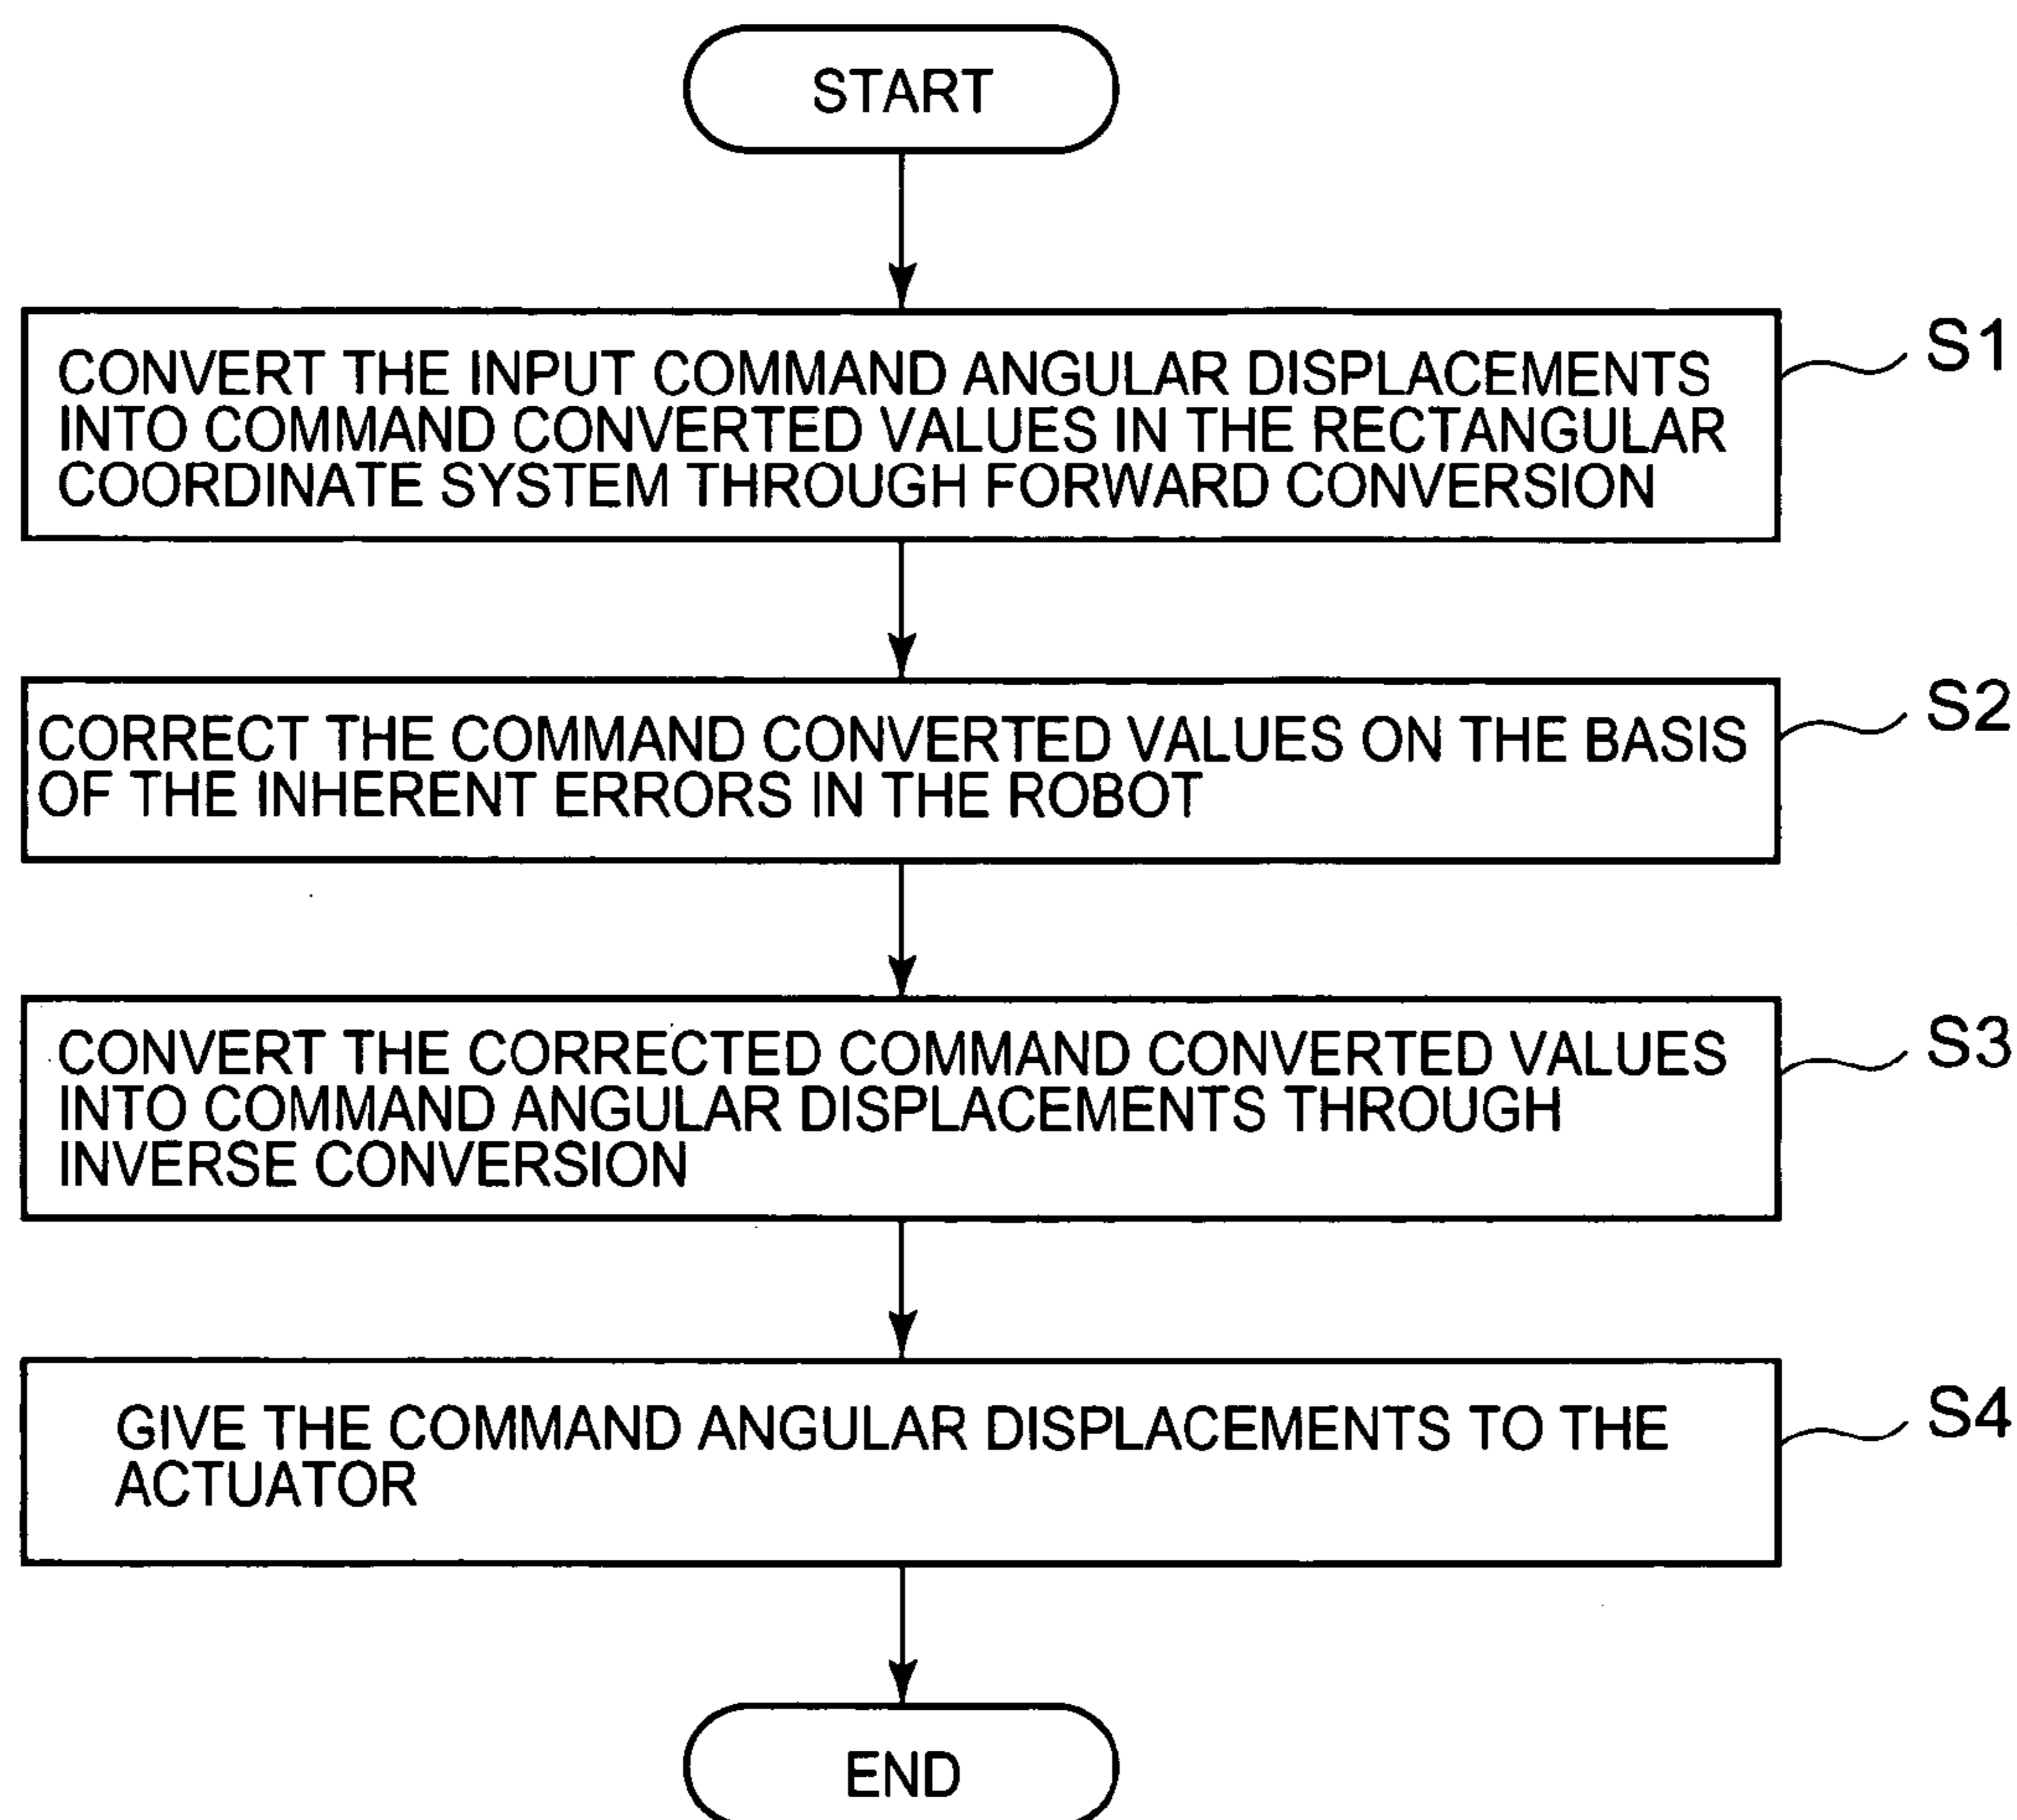 START
CONVERT THE INPUT COMMAND ANGULAR DISPLACEMENTS
INTO COMMAND CONVERTED VALUES IN THE RECTANGULAR
COORDINATE SYSTEM THROUGH FORWARD CONVERSION
S1
CORRECT THE COMMAND CONVERTED VALUES ON THE BASIS
OF THE INHERENT ERRORS IN THE ROBOT
S2
CONVERT THE CORRECTED COMMAND CONVERTED VALUES
INTO COMMAND ANGULAR DISPLACEMENTS THROUGH
INVERSE CONVERSION
S3
GIVE THE COMMAND ANGULAR DISPLACEMENTS TO THE
ACTUATOR
S4
END